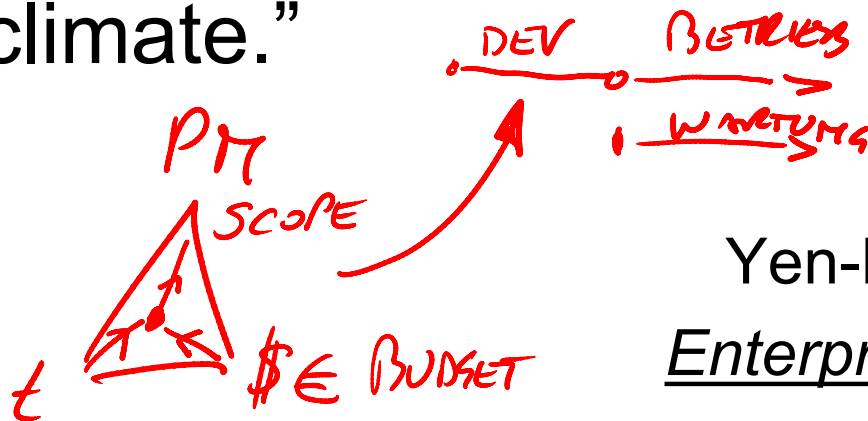 climate.”
DEV BETRIEB
WARTUNG
PM
SCOPE
Yen-
Enterpr
t $ € BUDGET